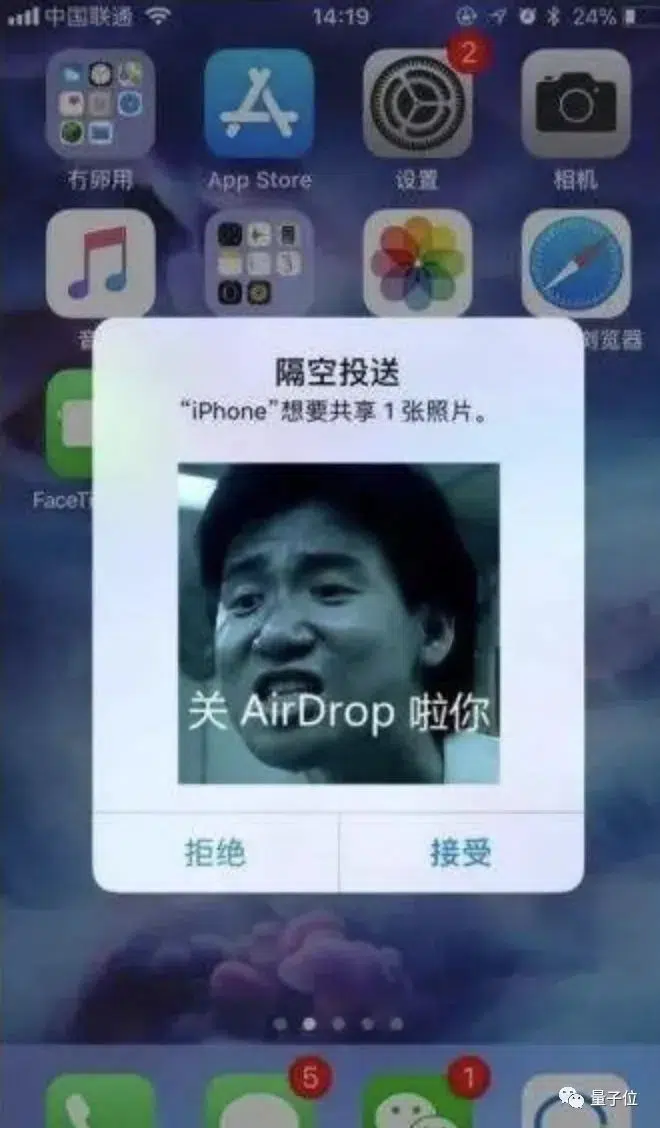 中国联通 14:19 24%
2
冇卵用 App Store 设置 相机
音
浏览器
FaceTi
隔空投送
“iPhone”想要共享 1 张照片。
关 AirDrop 啦你
拒绝 接受
5 1
量子位